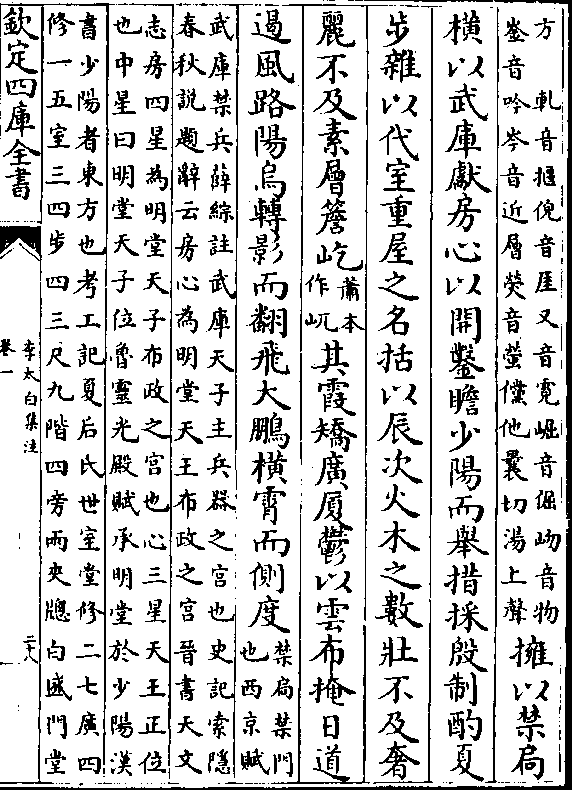 方　軋音揠倪音厓又音霓崛音倔岉音物
崟音吟岑音近層熒音螢儻他曩切湯上聲
擁以禁扃
横以武庫獻房心以開鑿瞻少陽而舉措採殷制酌夏
步雜以代室重屋之名括以辰次火木之數壯不及奢
麗不及素層簷屹
蕭本
作屼
其霞矯廣厦鬱以雲布掩日道
遏風路陽烏轉影而翻飛大鵬横霄而側度
禁扃禁門
也西京賦
武庫禁兵薛綜註武庫天子主兵器之宫也史記索隱
春秋説題辭云房心為明堂天王布政之宫晉書天文
志房四星為明堂天子布政之宫也心三星天王正位
也中星曰明堂天子位魯靈光殿賦承明堂於少陽漢
書少陽者東方也考工記夏后氏世室堂修二七廣四
修一五室三四步四三尺九階四旁兩夾牕白盛門堂
欽定四庫全書
李太白集注
卷一
二十八